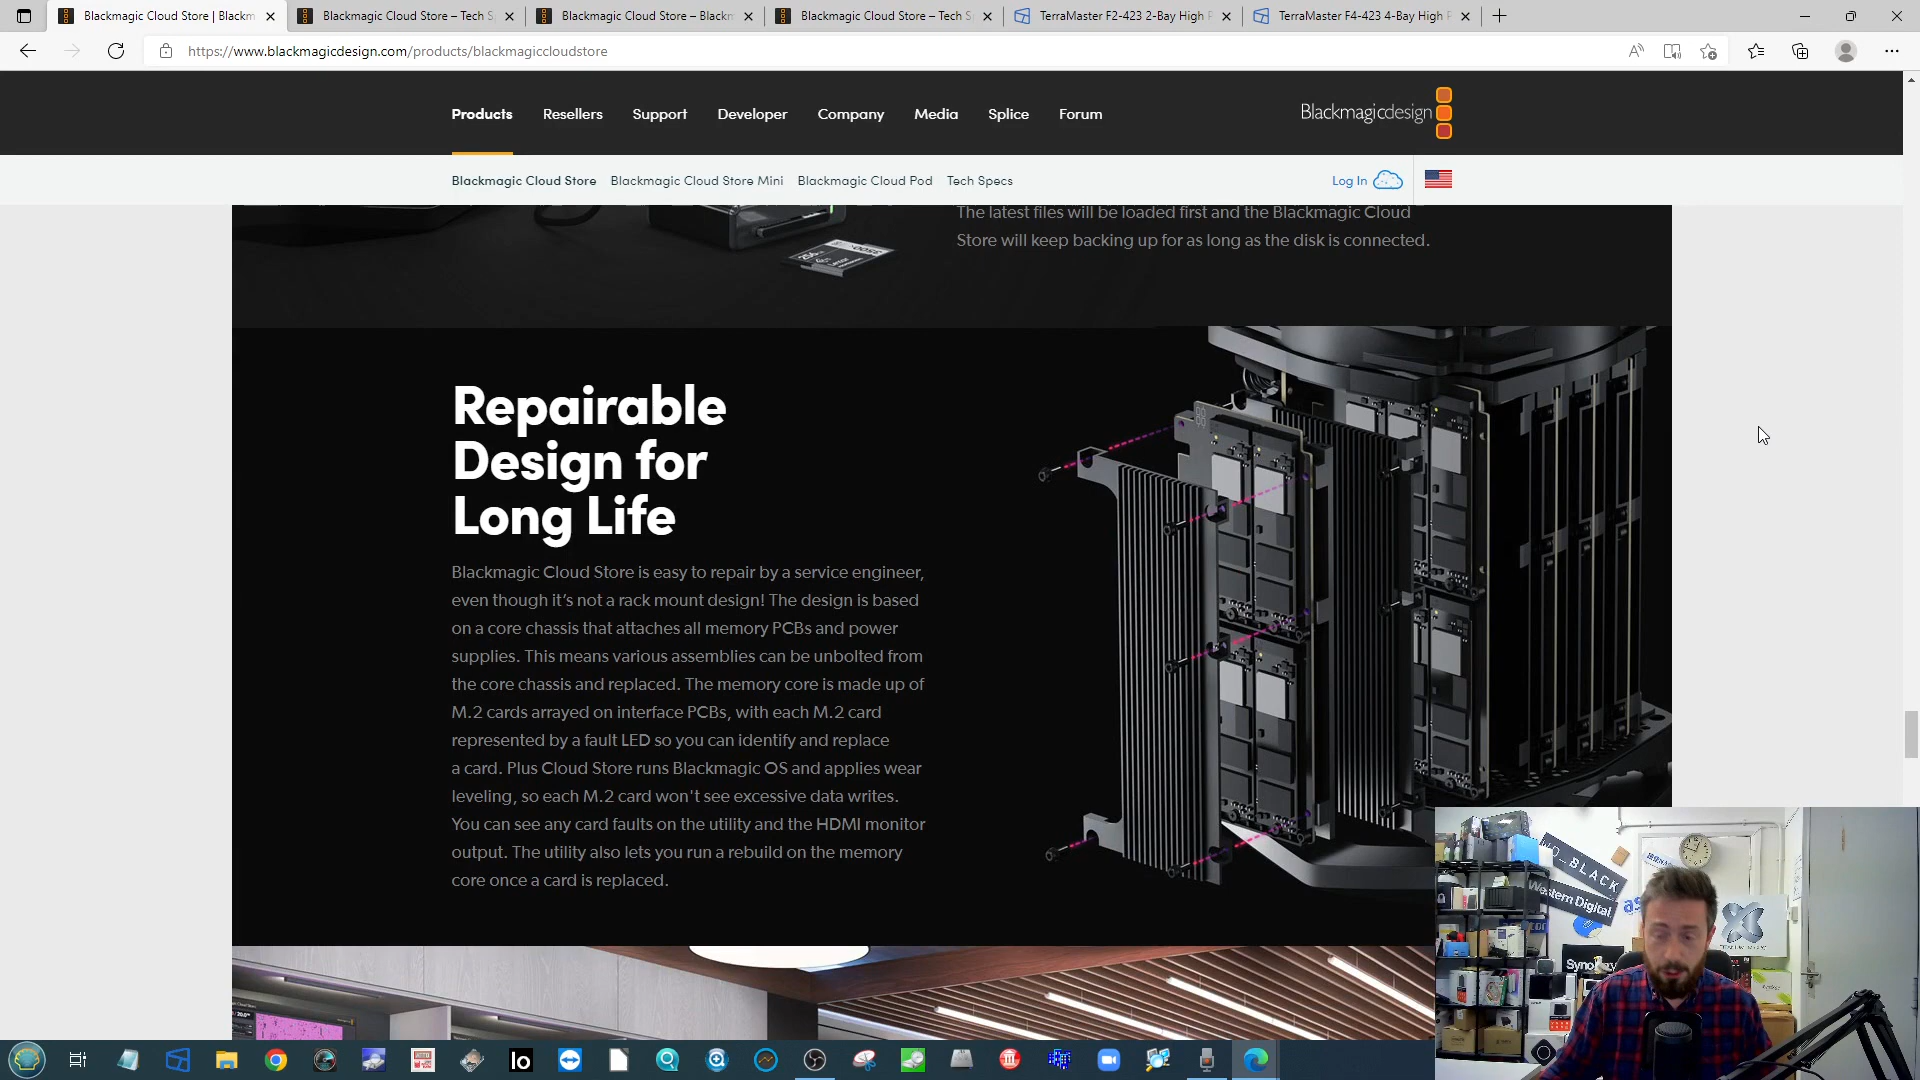 Blackmagic Cloud Store | Blackm
Blackmagic Cloud Store – Tech S
Blackmagic Cloud Store – Blackm
Blackmagic Cloud Store – Tech S
TerraMaster F2-423 2-Bay High P
TerraMaster F4-423 4-Bay High P
https://www.blackmagicdesign.com/products/blackmagiccloudstore
Products Resellers Support Developer Company Media Splice Forum
Blackmagicdesign
Blackmagic Cloud Store Blackmagic Cloud Store Mini Blackmagic Cloud Pod Tech Specs
Log In
The latest files will be loaded first and the Blackmagic Cloud
Store will keep backing up for as long as the disk is connected.
Repairable
Design for
Long Life
Blackmagic Cloud Store is easy to repair by a service engineer,
even though it’s not a rack mount design! The design is based
on a core chassis that attaches all memory PCBs and power
supplies. This means various assemblies can be unbolted from
the core chassis and replaced. The memory core is made up of
M.2 cards arrayed on interface PCBs, with each M.2 card
represented by a fault LED so you can identify and replace
a card. Plus Cloud Store runs Blackmagic OS and applies wear
leveling, so each M.2 card won't see excessive data writes.
You can see any card faults on the utility and the HDMI monitor
output. The utility also lets you run a rebuild on the memory
core once a card is replaced.
Western Digital
Synology